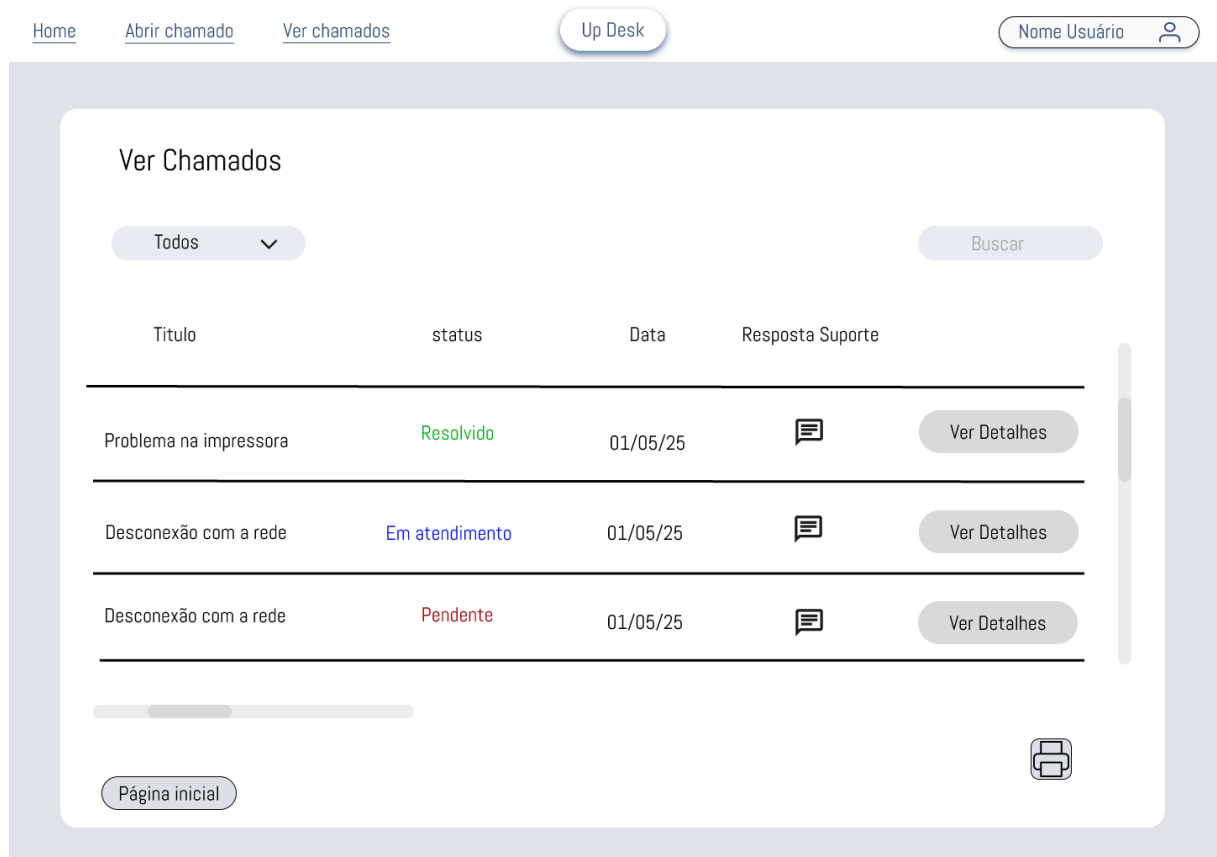 Home Abrir chamado Ver chamados Up Desk Nome Usuário
Ver Chamados
Todos Buscar
Titulo status Data Resposta Suporte
Problema na impressora Resolvido 01/05/25 Ver Detalhes
Desconexão com a rede Em atendimento 01/05/25 Ver Detalhes
Desconexão com a rede Pendente 01/05/25 Ver Detalhes
Página inicial